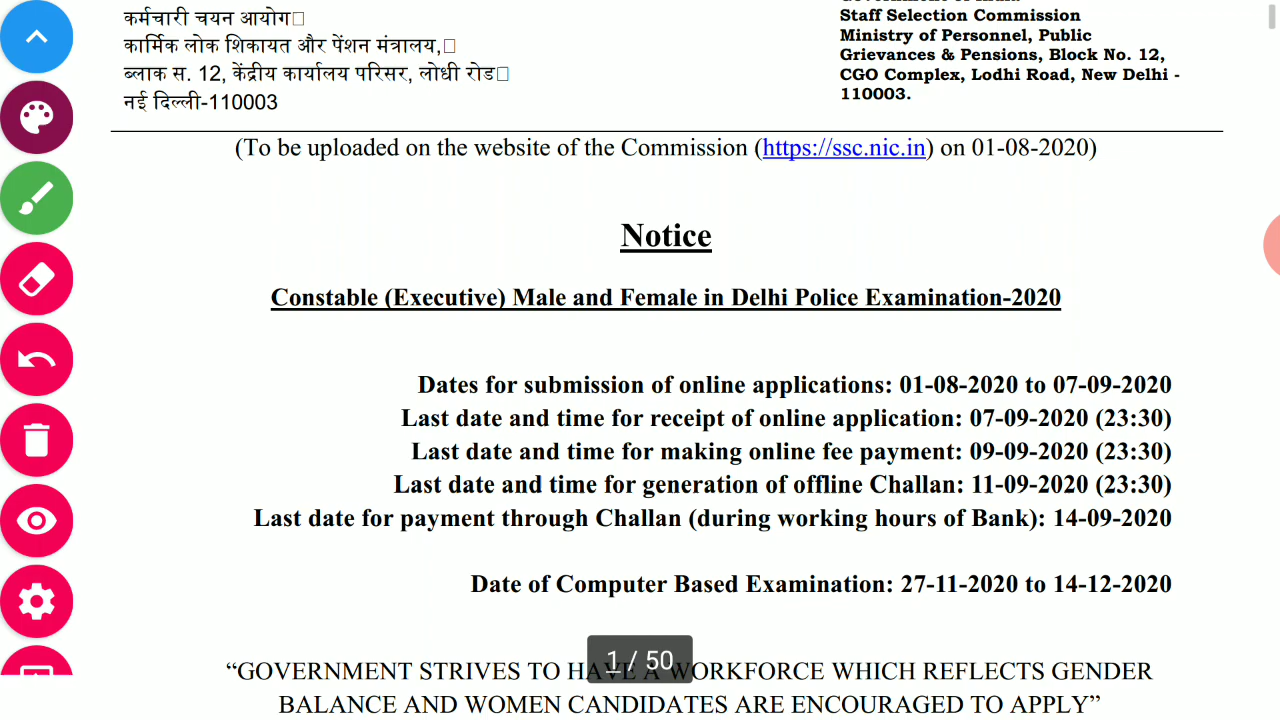 कर्मचारी चयन आयोग
कार्मिक लोक शिकायत और पेंशन मंत्रालय,
ब्लाक स. 12, केंद्रीय कार्यालय परिसर, लोधी रोड
नई दिल्ली-110003
Staff Selection Commission
Ministry of Personnel, Public
Grievances & Pensions, Block No. 12,
CGO Complex, Lodhi Road, New Delhi -
110003.
(To be uploaded on the website of the Commission (https://ssc.nic.in) on 01-08-2020)
Notice
Constable (Executive) Male and Female in Delhi Police Examination-2020
Dates for submission of online applications: 01-08-2020 to 07-09-2020
Last date and time for receipt of online application: 07-09-2020 (23:30)
Last date and time for making online fee payment: 09-09-2020 (23:30)
Last date and time for generation of offline Challan: 11-09-2020 (23:30)
Last date for payment through Challan (during working hours of Bank): 14-09-2020
Date of Computer Based Examination: 27-11-2020 to 14-12-2020
1 / 50
“GOVERNMENT STRIVES TO HAVE A WORKFORCE WHICH REFLECTS GENDER
BALANCE AND WOMEN CANDIDATES ARE ENCOURAGED TO APPLY”